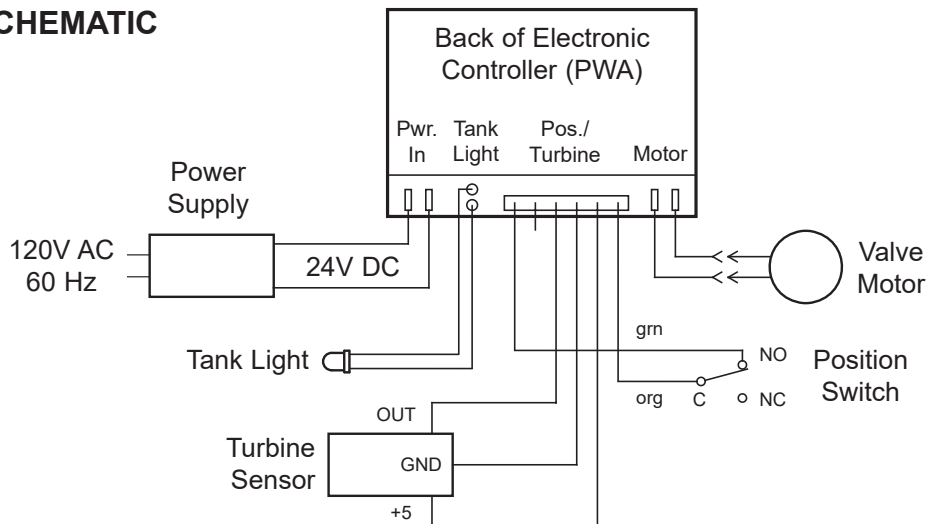 CHEMATIC
Back of Electronic
Controller (PWA)
Pwr.
In
Tank
Light
Pos./
Turbine
Motor
Power
Supply
120V AC
60 Hz
24V DC
Valve
Motor
Tank Light
grn
NO
Position
Switch
org
C
NC
OUT
Turbine
Sensor
GND
+5